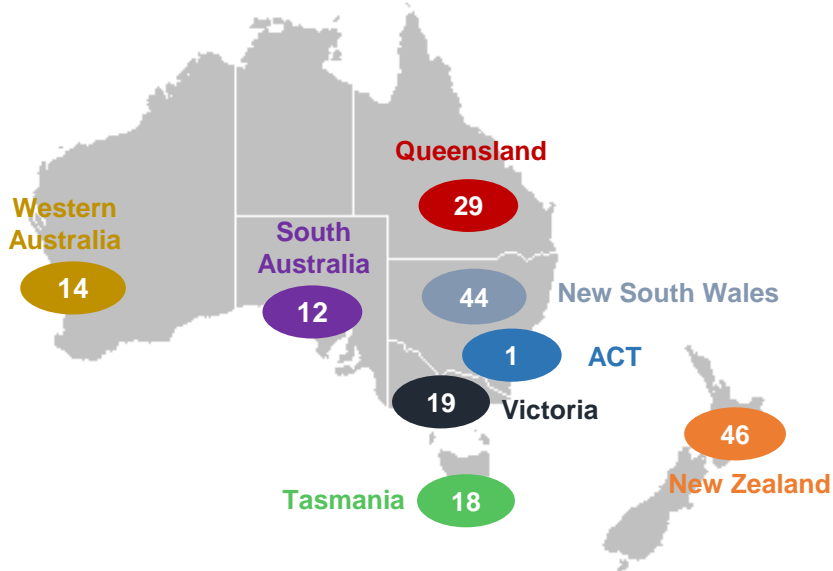 Queensland
29
Western
Australia
14
South
Australia
12
44
New South Wales
1
ACT
19
Victoria
46
New Zealand
Tasmania
18